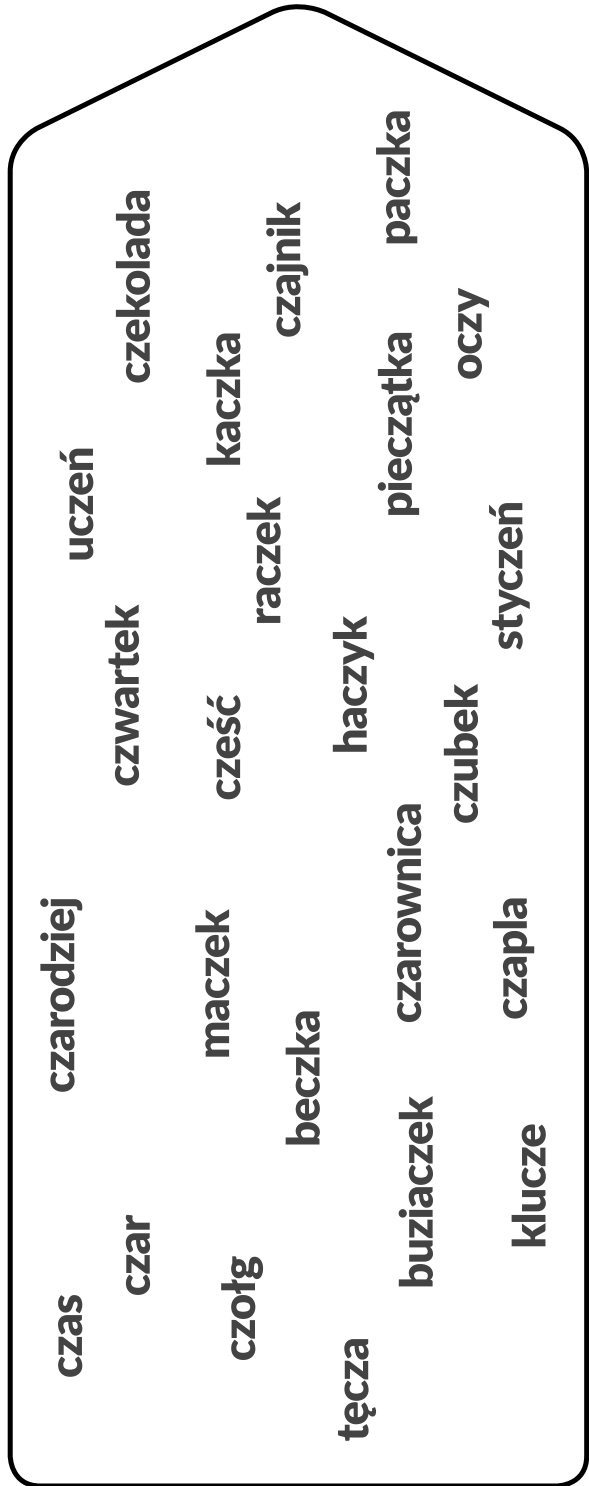 czas
czarodziej
uczeń
czar
czwartek
czekolada
czołg
maczek
cześć
kaczka
raczek
czajnik
beczka
tęcza
haczyk
buziaczek
czarownica
pieczątka
paczka
czubek
oczy
klucze
czapla
styczeń